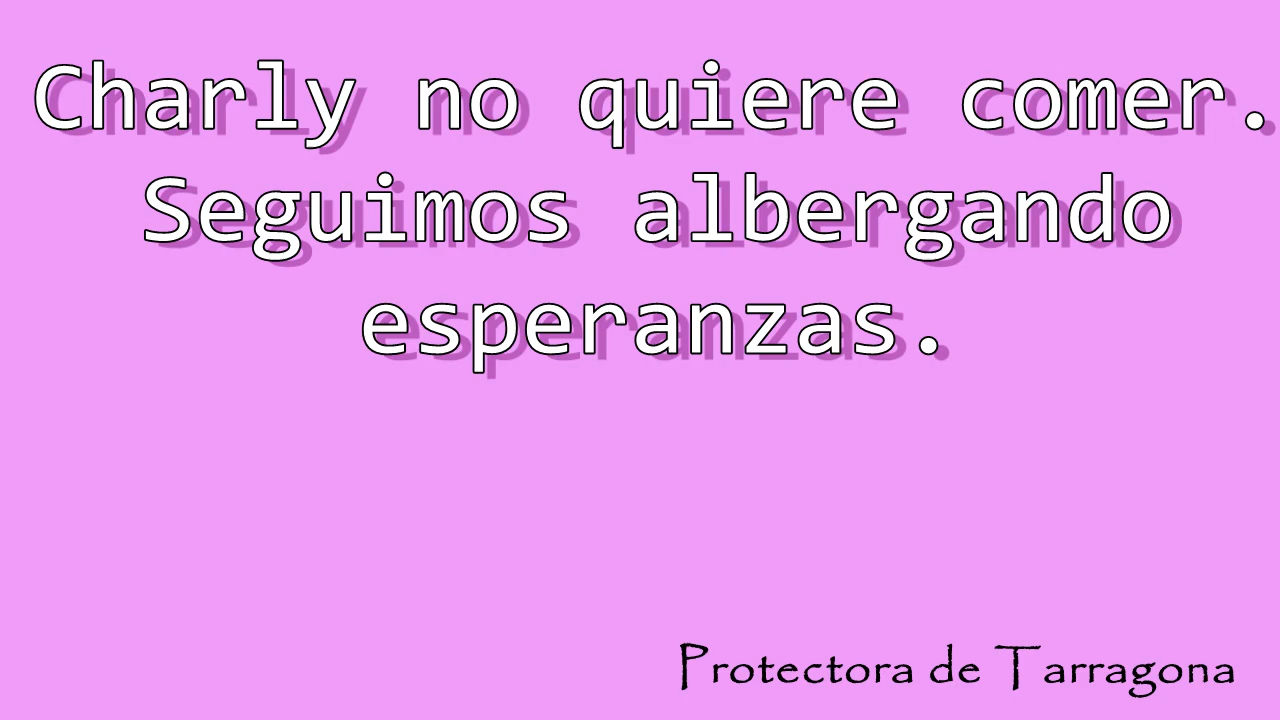 Charly no quiere comer.
Seguimos albergando
esperanzas.
Protectora de Tarragona